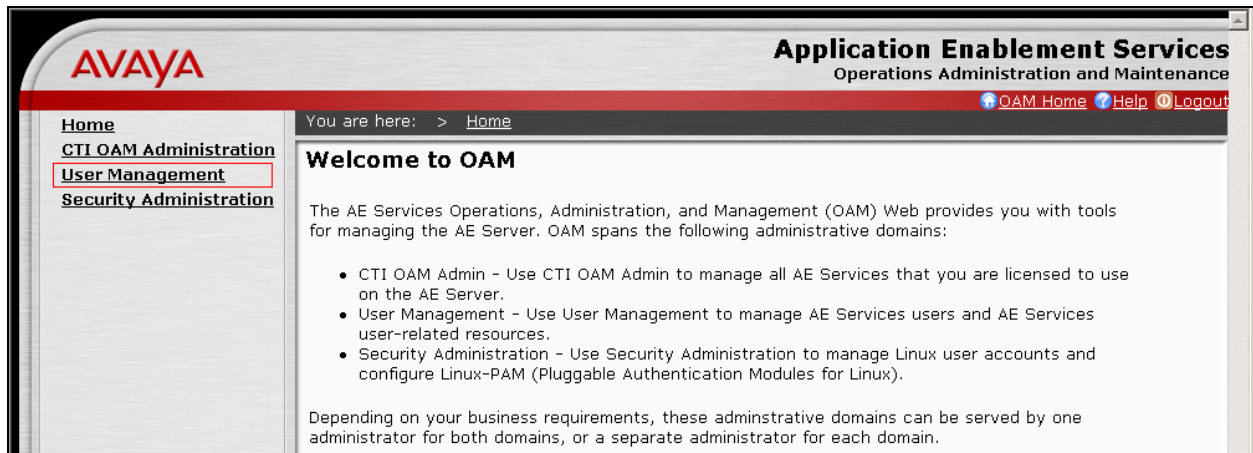 AVAYA
Application Enablement Services
Operations Administration and Maintenance
OAM Home Help Logout
Home
CTI OAM Administration
User Management
Security Administration
You are here: > Home
Welcome to OAM
The AE Services Operations, Administration, and Management (OAM) Web provides you with tools
for managing the AE Server. OAM spans the following administrative domains:
• CTI OAM Admin - Use CTI OAM Admin to manage all AE Services that you are licensed to use
on the AE Server.
• User Management - Use User Management to manage AE Services users and AE Services
user-related resources.
• Security Administration - Use Security Administration to manage Linux user accounts and
configure Linux-PAM (Pluggable Authentication Modules for Linux).
Depending on your business requirements, these adminstrative domains can be served by one
administrator for both domains, or a separate administrator for each domain.